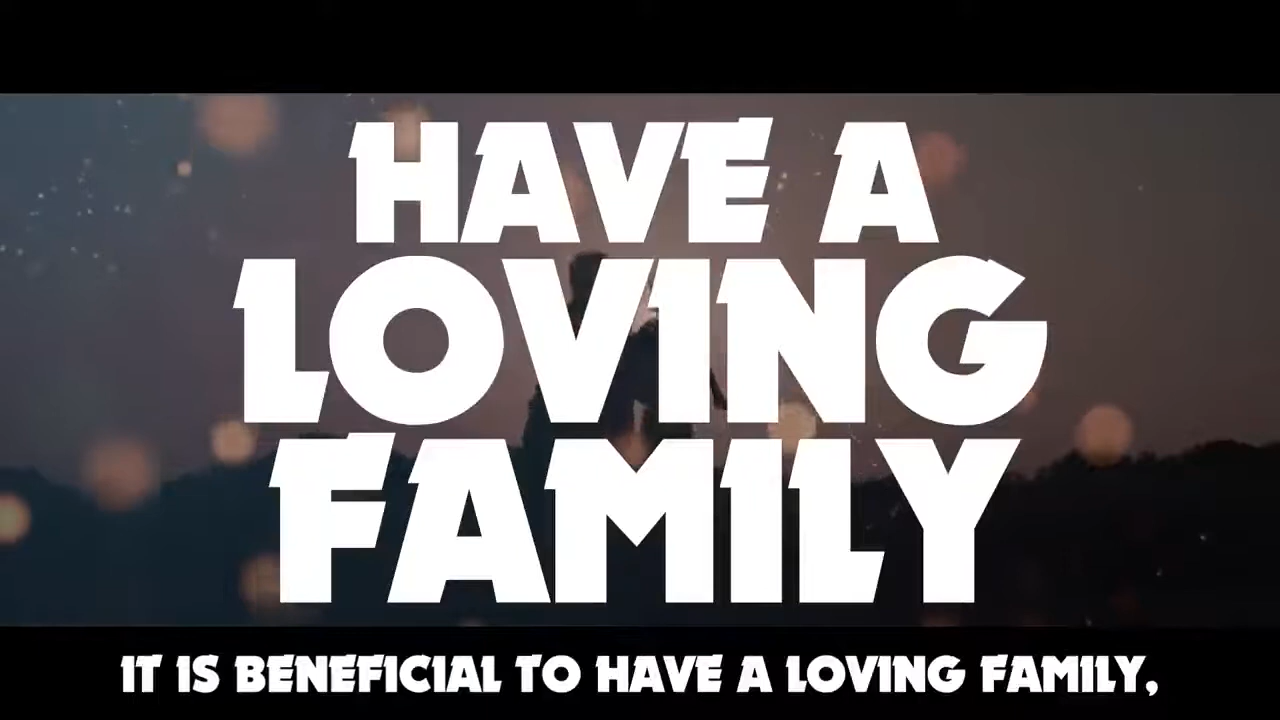 HAVE A
LOVING
FAMILY
IT IS BENEFICIAL TO HAVE A LOVING FAMILY,